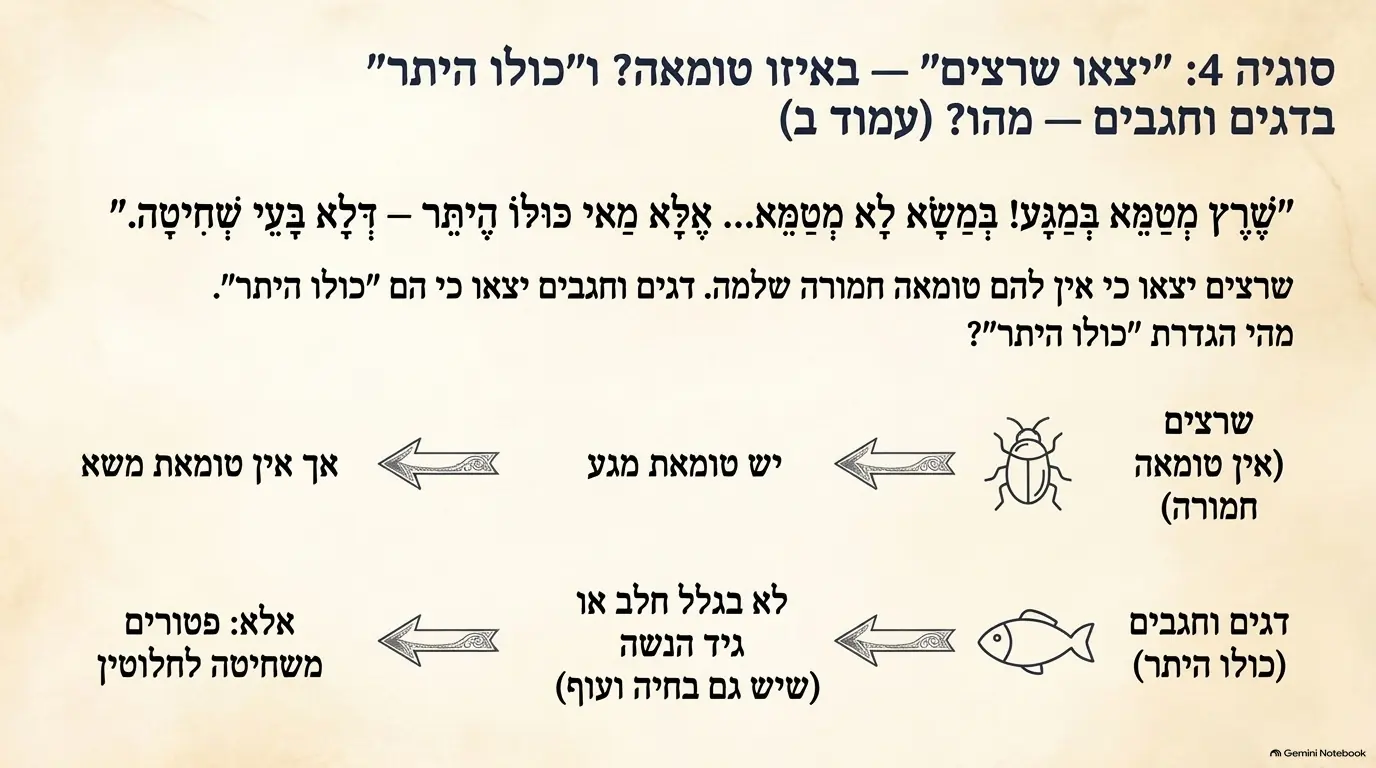 סוגיה 4: "יצאו שרצים" — באיזו טומאה? ו"כולו היתר"
בדגים וחגבים — מהו? (עמוד ב)
"שֶׁרֶץ מְטַמֵּא בְּמַגָּע! בְּמַשָּׂא לָא מְטַמֵּא... אֶלָּא מַאי כּוּלּוֹ הֶיתֵּר – דְּלָא בָּעֵי שְׁחִיטָה."
שרצים יצאו כי אין להם טומאה חמורה שלמה. דגים וחגבים יצאו כי הם "כולו היתר".
מהי הגדרת "כולו היתר"?
שרצים
(אין טומאה
חמורה)
יש טומאת מגע
אך אין טומאת משא
דגים וחגבים
(כולו היתר)
לא בגלל חלב או
גיד הנשה
(שיש גם בחיה ועוף)
אלא: פטורים
משחיטה לחלוטין
Gemini Notebook